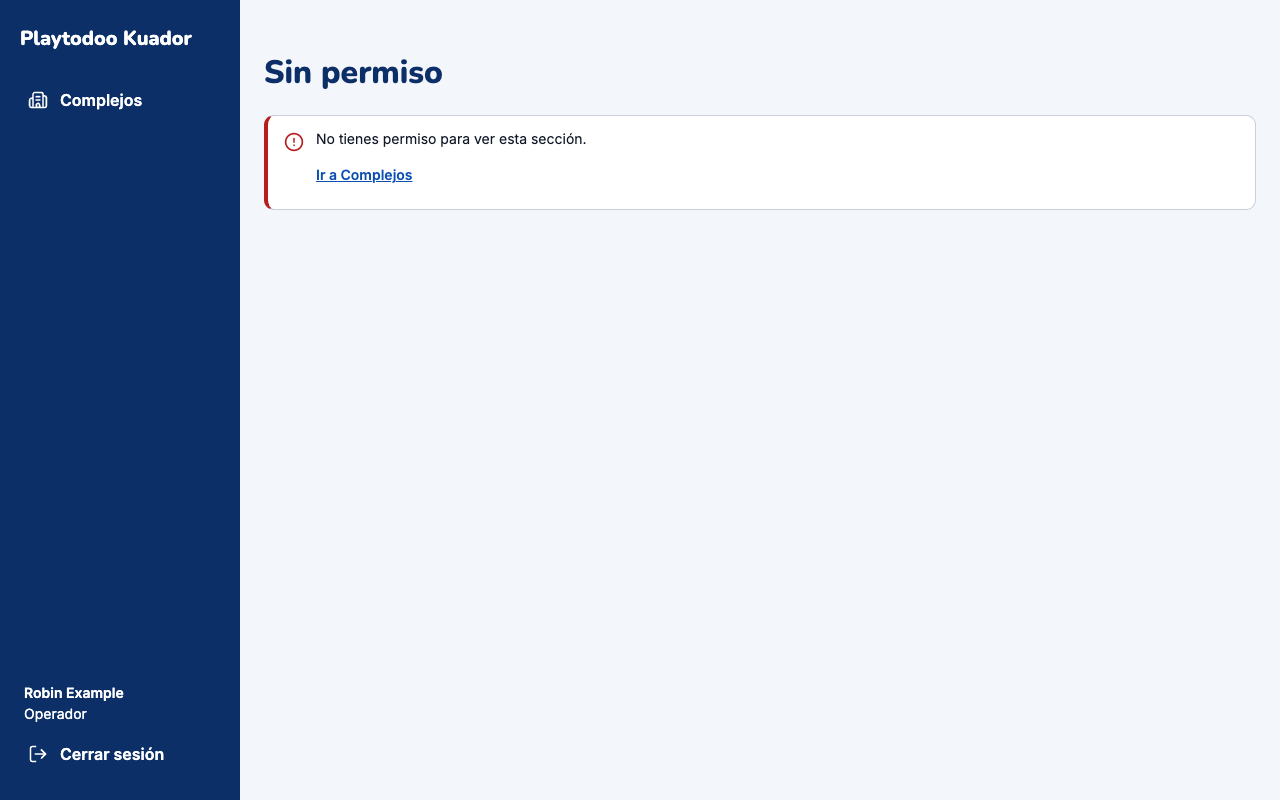 Playtodoo Kuador
Complejos
Sin permiso
No tienes permiso para ver esta sección.
Ir a Complejos
Robin Example
Operador
Cerrar sesión